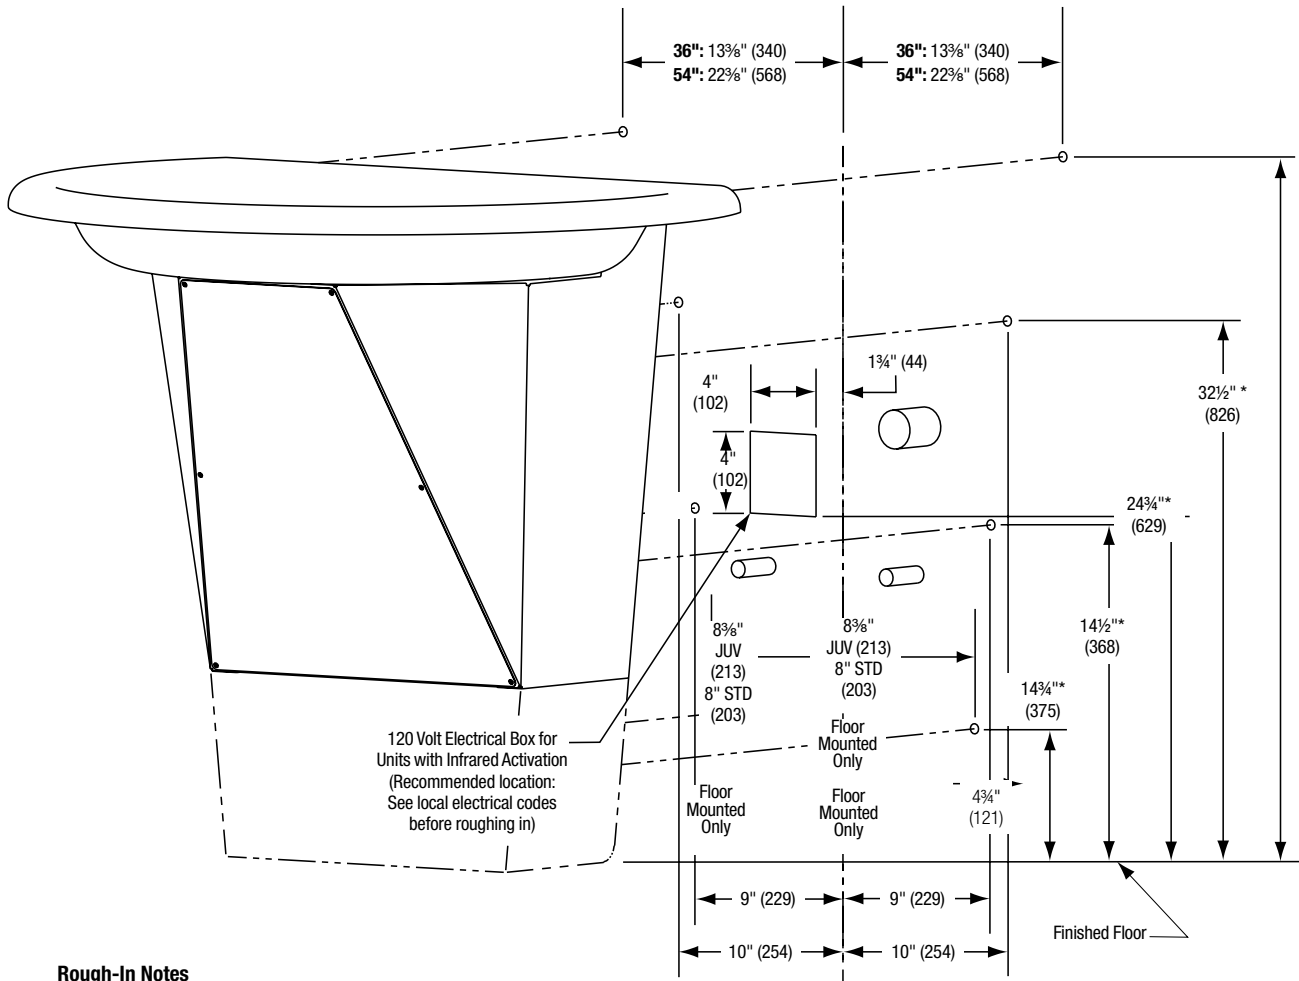 36": 13⅜" (340)
54": 22⅜" (568)
36": 13⅜" (340)
54": 22⅜" (568)
1¾" (44)
4"
(102)
4"
(102)
32½" *
(826)
24¾"*
(629)
14½"*
(368)
14¾"*
(375)
8⅜"
JUV
(213)
8" STD
(203)
8⅜"
JUV (213)
8" STD
(203)
120 Volt Electrical Box for
Units with Infrared Activation
(Recommended location:
See local electrical codes
before roughing in)
Floor
Mounted
Only
Floor
Mounted
Only
Floor
Mounted
Only
4¾"
(121)
9" (229)
9" (229)
10" (254)
10" (254)
Finished Floor
Rough-In Notes